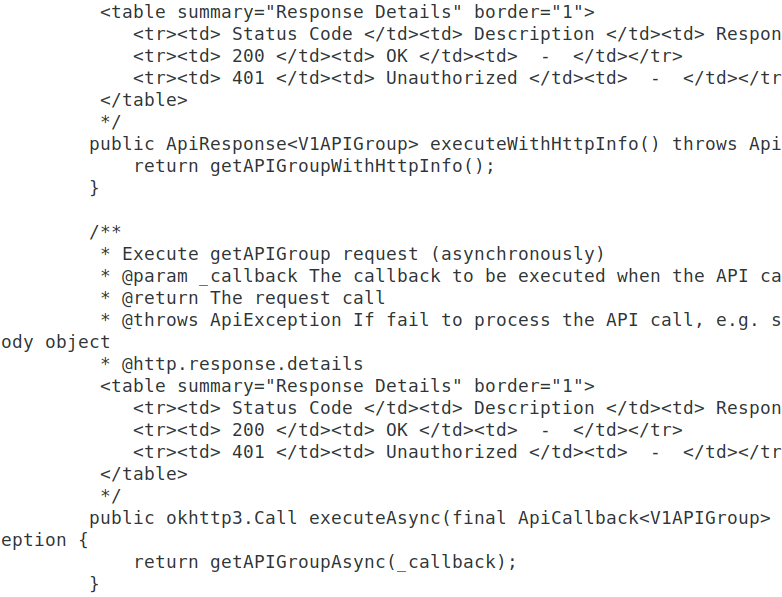 <table summary="Response Details" border="1">
<tr><td> Status Code </td><td> Description </td><td> Respon
<tr><td> 200 </td><td> OK </td><td>  -  </td></tr>
<tr><td> 401 </td><td> Unauthorized </td><td>  -  </td></tr
</table>
*/
public ApiResponse<V1APIGroup> executeWithHttpInfo() throws Api
return getAPIGroupWithHttpInfo();
}
/**
* Execute getAPIGroup request (asynchronously)
* @param _callback The callback to be executed when the API ca
* @return The request call
* @throws ApiException If fail to process the API call, e.g. s
ody object
* @http.response.details
<table summary="Response Details" border="1">
<tr><td> Status Code </td><td> Description </td><td> Respon
<tr><td> 200 </td><td> OK </td><td>  -  </td></tr>
<tr><td> 401 </td><td> Unauthorized </td><td>  -  </td></tr
</table>
*/
public okhttp3.Call executeAsync(final ApiCallback<V1APIGroup>
eption {
return getAPIGroupAsync(_callback);
}